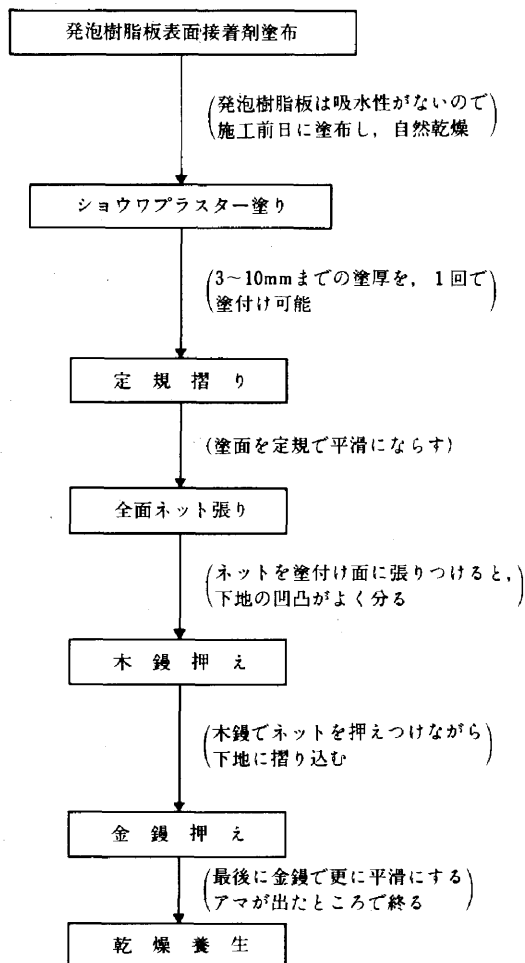 発泡樹脂板表面接着剤塗布
(発泡樹脂板は吸水性がないので
施工前日に塗布し，自然乾燥)
ショウワプラスター塗り
(3~10mmまでの塗厚を，1回で
塗付け可能)
定規摺り
(塗面を定規で平滑にならす)
全面ネット張り
(ネットを塗付け面に張りつけると，
下地の凹凸がよく分る)
木鏝押え
(木鏝でネットを押えつけながら
下地に摺り込む)
金鏝押え
(最後に金鏝で更に平滑にする
アマが出たところで終る)
乾燥養生